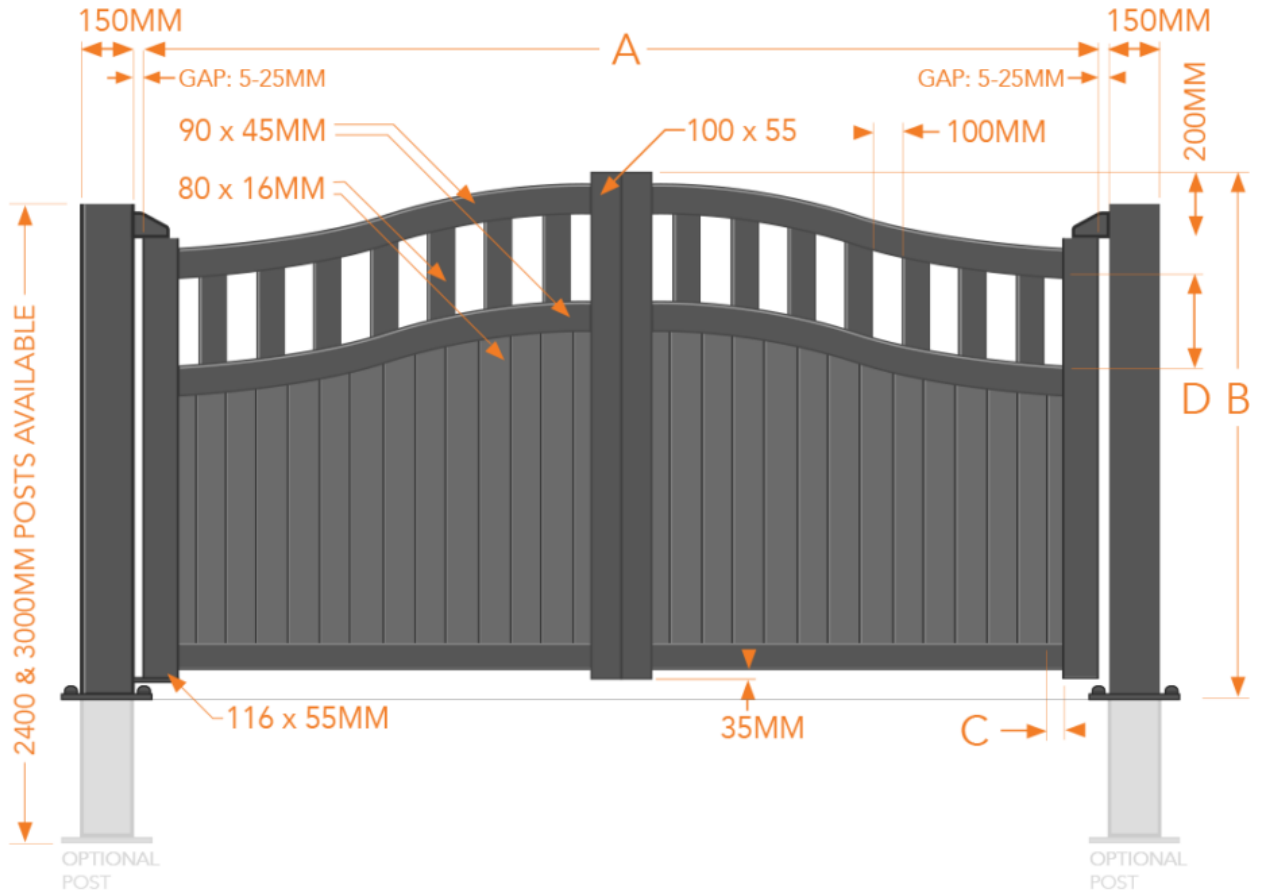 150MM
150MM
A
GAP: 5-25MM
GAP: 5-25MM
200MM
90 x 45MM
100 x 55
100MM
80 x 16MM
2400 & 3000MM POSTS AVAILABLE
D
B
116 x 55MM
35MM
C
OPTIONAL
POST
OPTIONAL
POST